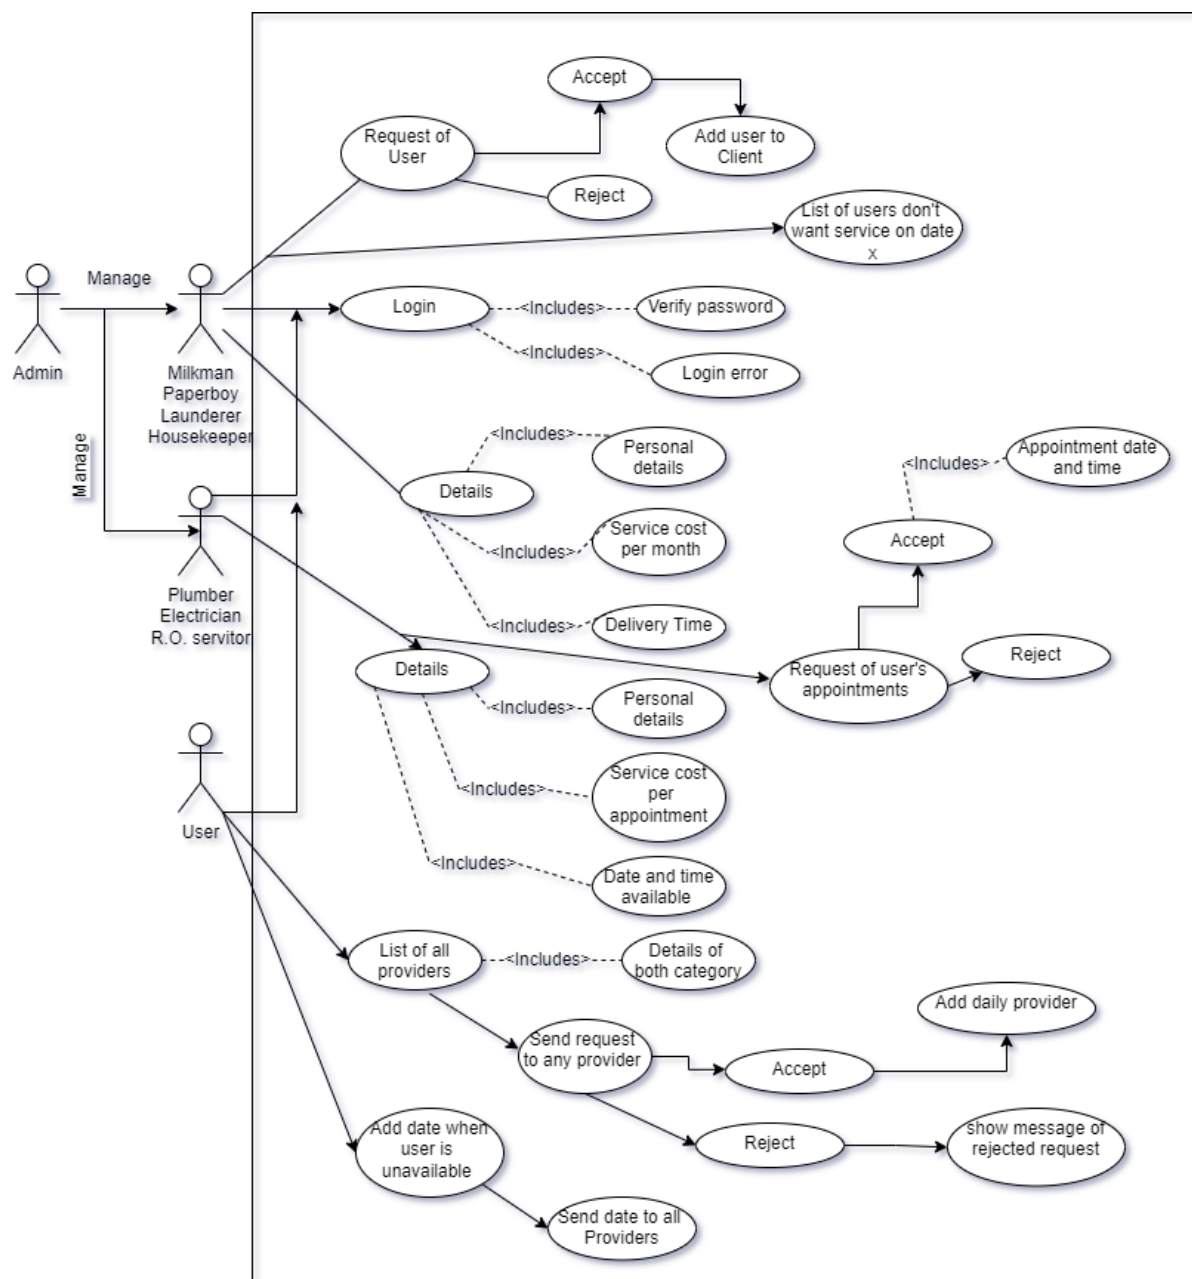 Accept
Request of
User
Add user to
Client
Reject
List of users don't
want service on date
x
Manage
Admin
Milkman
Paperboy
Launderer
Housekeeper
Login
<Includes>
Verify password
<Includes>
Login error
Manage
<Includes>
Personal
details
Details
<Includes>
Service cost
per month
<Includes>
Delivery Time
<Includes>
Appointment date
and time
Accept
Plumber
Electrician
R.O. servitor
Details
Request of user's
appointments
Reject
<Includes>
Personal
details
<Includes>
Service cost
per
appointment
User
<Includes>
Date and time
available
List of all
providers
<Includes>
Details of
both category
Add daily provider
Send request
to any provider
Accept
Reject
show message of
rejected request
Add date when
user is
unavailable
Send date to all
Providers